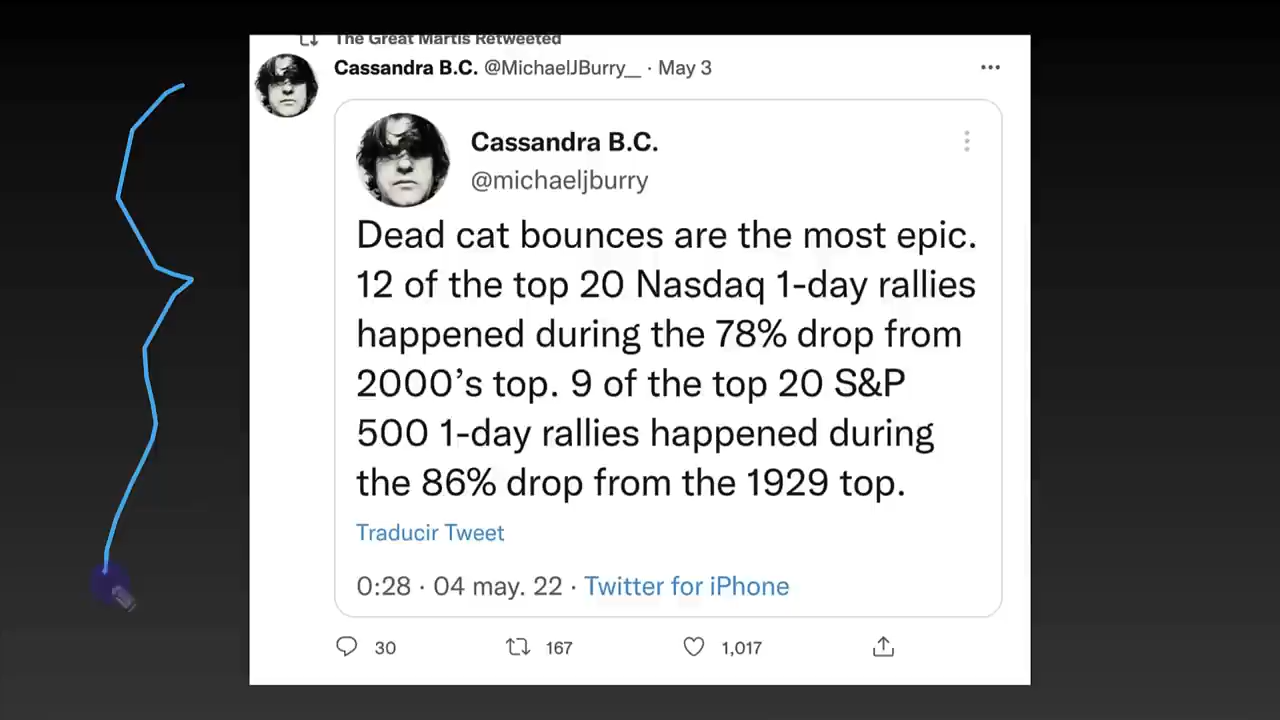 The Great Martis Retweeted
Cassandra B.C. @MichaelJBurry__ · May 3
Cassandra B.C.
@michaeljburry
Dead cat bounces are the most epic.
12 of the top 20 Nasdaq 1-day rallies
happened during the 78% drop from
2000’s top. 9 of the top 20 S&P
500 1-day rallies happened during
the 86% drop from the 1929 top.
Traducir Tweet
0:28 · 04 may. 22 · Twitter for iPhone
30 167 1,017